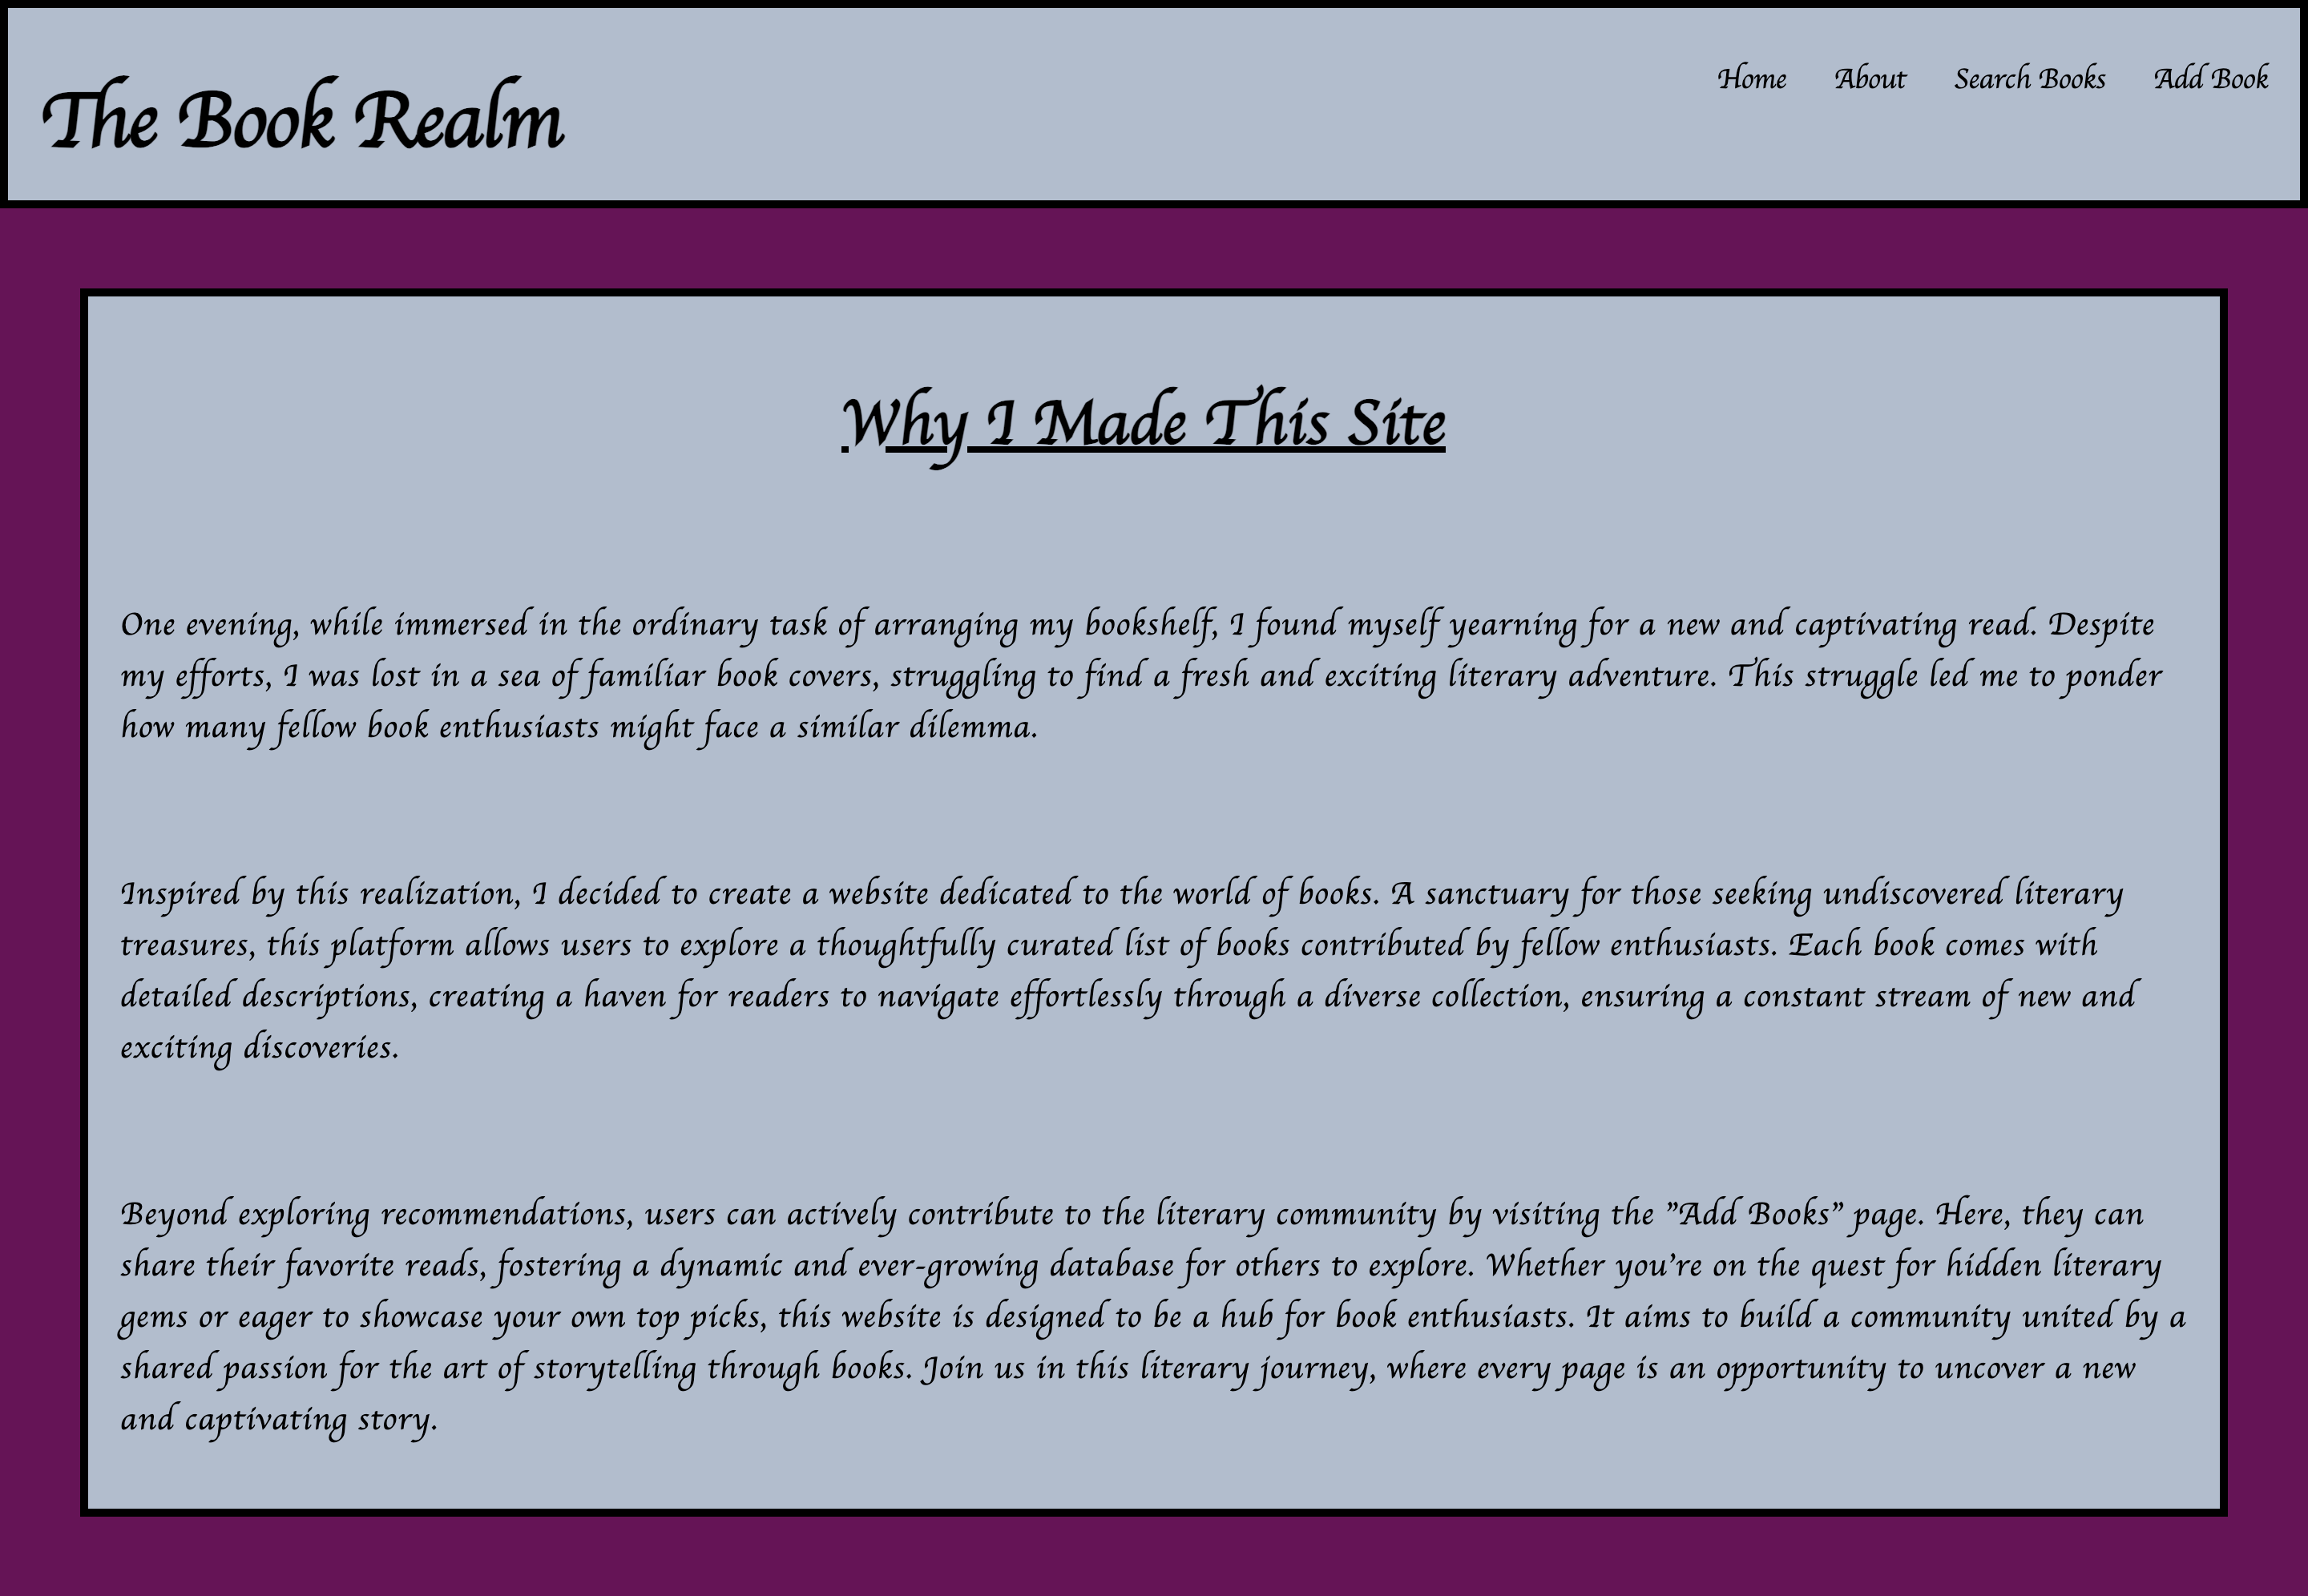 The Book Realm
Home About Search Books Add Book
Why I Made This Site
One evening, while immersed in the ordinary task of arranging my bookshelf, I found myself yearning for a new and captivating read. Despite
my efforts, I was lost in a sea of familiar book covers, struggling to find a fresh and exciting literary adventure. This struggle led me to ponder
how many fellow book enthusiasts might face a similar dilemma.
Inspired by this realization, I decided to create a website dedicated to the world of books. A sanctuary for those seeking undiscovered literary
treasures, this platform allows users to explore a thoughtfully curated list of books contributed by fellow enthusiasts. Each book comes with
detailed descriptions, creating a haven for readers to navigate effortlessly through a diverse collection, ensuring a constant stream of new and
exciting discoveries.
Beyond exploring recommendations, users can actively contribute to the literary community by visiting the "Add Books" page. Here, they can
share their favorite reads, fostering a dynamic and ever-growing database for others to explore. Whether you're on the quest for hidden literary
gems or eager to showcase your own top picks, this website is designed to be a hub for book enthusiasts. It aims to build a community united by a
shared passion for the art of storytelling through books. Join us in this literary journey, where every page is an opportunity to uncover a new
and captivating story.